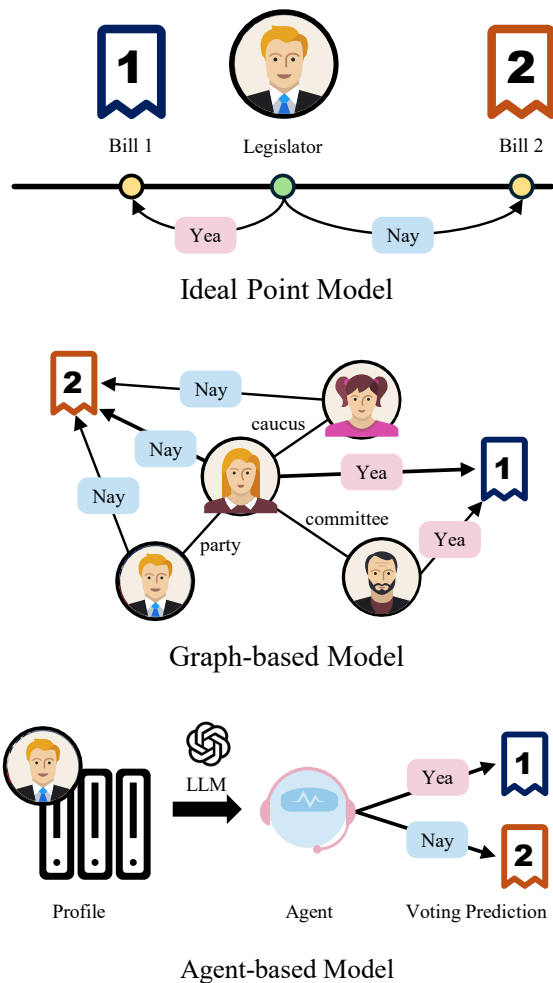 1
2
Bill 1
Legislator
Bill 2
Yea
Nay
Ideal Point Model
2
Nay
caucus
Nay
Yea
1
Nay
committee
Yea
party
Graph-based Model
LLM
Yea
1
Nay
2
Profile
Agent
Voting Prediction
Agent-based Model